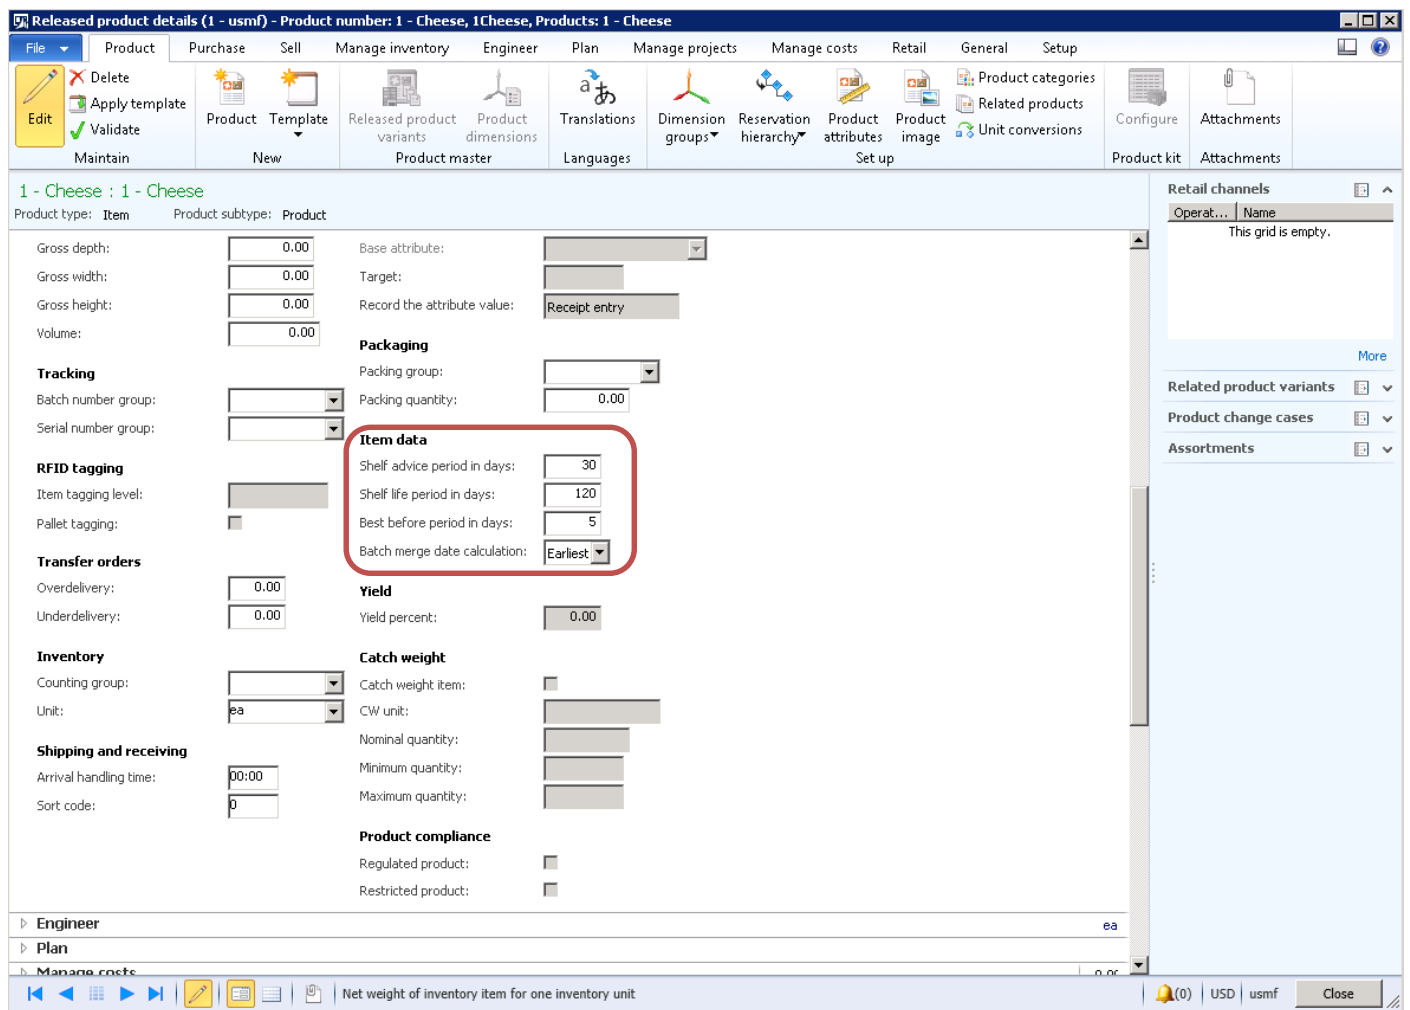 Released product details (1 - usmf) - Product number: 1 - Cheese, 1Cheese, Products: 1 - Cheese
File Product Purchase Sell Manage inventory Engineer Plan Manage projects Manage costs Retail General Setup
Edit
Delete
Apply template
Validate
Maintain
Product
Template
New
Released product variants
Product dimensions
Product master
Translations
Languages
Dimension groups
Reservation hierarchy
Product attributes
Product image
Product categories
Related products
Unit conversions
Set up
Configure
Product kit
Attachments
Attachments
1 - Cheese : 1 - Cheese
Product type: Item Product subtype: Product
Gross depth: 0.00
Gross width: 0.00
Gross height: 0.00
Volume: 0.00
Tracking
Batch number group:
Serial number group:
RFID tagging
Item tagging level:
Pallet tagging:
Transfer orders
Overdelivery: 0.00
Underdelivery: 0.00
Inventory
Counting group:
Unit: ea
Shipping and receiving
Arrival handling time: 00:00
Sort code: 0
Base attribute:
Target:
Record the attribute value: Receipt entry
Packaging
Packing group:
Packing quantity: 0.00
Item data
Shelf advice period in days: 30
Shelf life period in days: 120
Best before period in days: 5
Batch merge date calculation: Earliest
Yield
Yield percent: 0.00
Catch weight
Catch weight item:
CW unit:
Nominal quantity:
Minimum quantity:
Maximum quantity:
Product compliance
Regulated product:
Restricted product:
Engineer ea
Plan
Manage costs 0.00
Retail channels
Operat... Name
This grid is empty.
More
Related product variants
Product change cases
Assortments
Net weight of inventory item for one inventory unit
(0) USD usmf Close